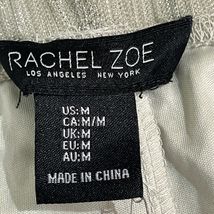 RACHEL ZOE
LOS ANGELES NEW YORK
US:M
CA:M/M
UK:M
EU:M
AU:M
MADE IN CHINA